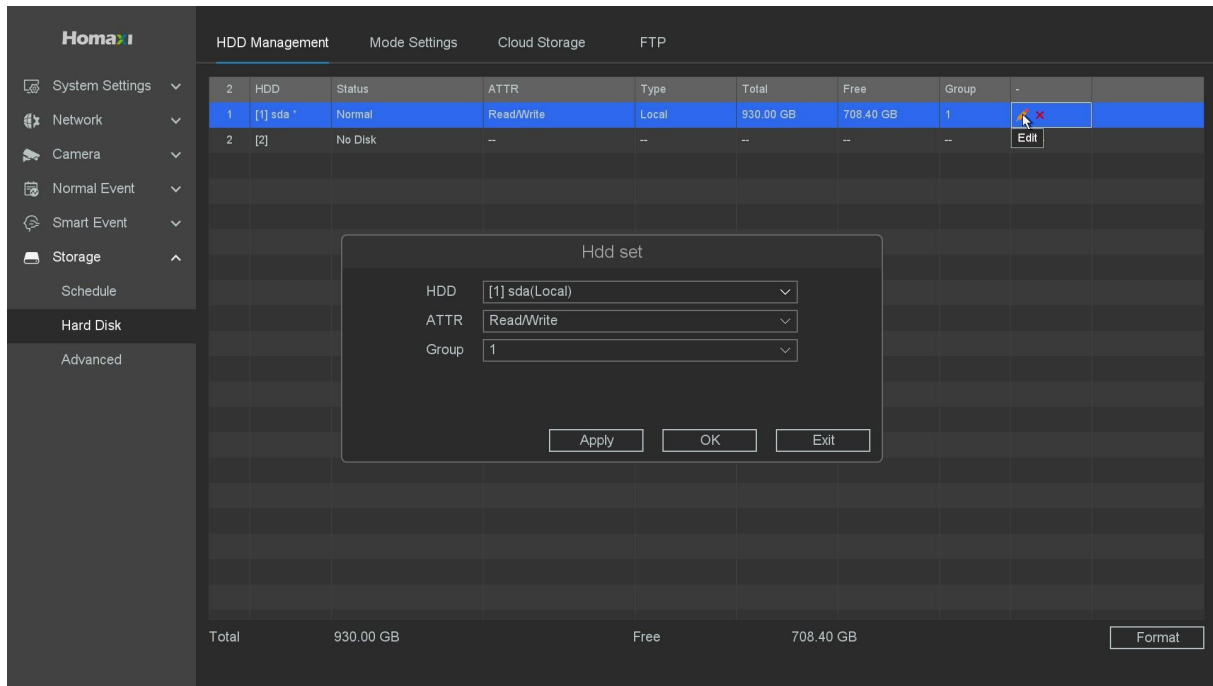 Homaxi
HDD Management Mode Settings Cloud Storage FTP
System Settings
Network
Camera
Normal Event
Smart Event
Storage
Schedule
Hard Disk
Advanced
2 HDD Status ATTR Type Total Free Group -
1 [1] sda * Normal Read/Write Local 930.00 GB 708.40 GB 1
2 [2] No Disk -- -- -- -- --
Edit
Hdd set
HDD [1] sda(Local)
ATTR Read/Write
Group 1
Apply OK Exit
Total 930.00 GB Free 708.40 GB Format